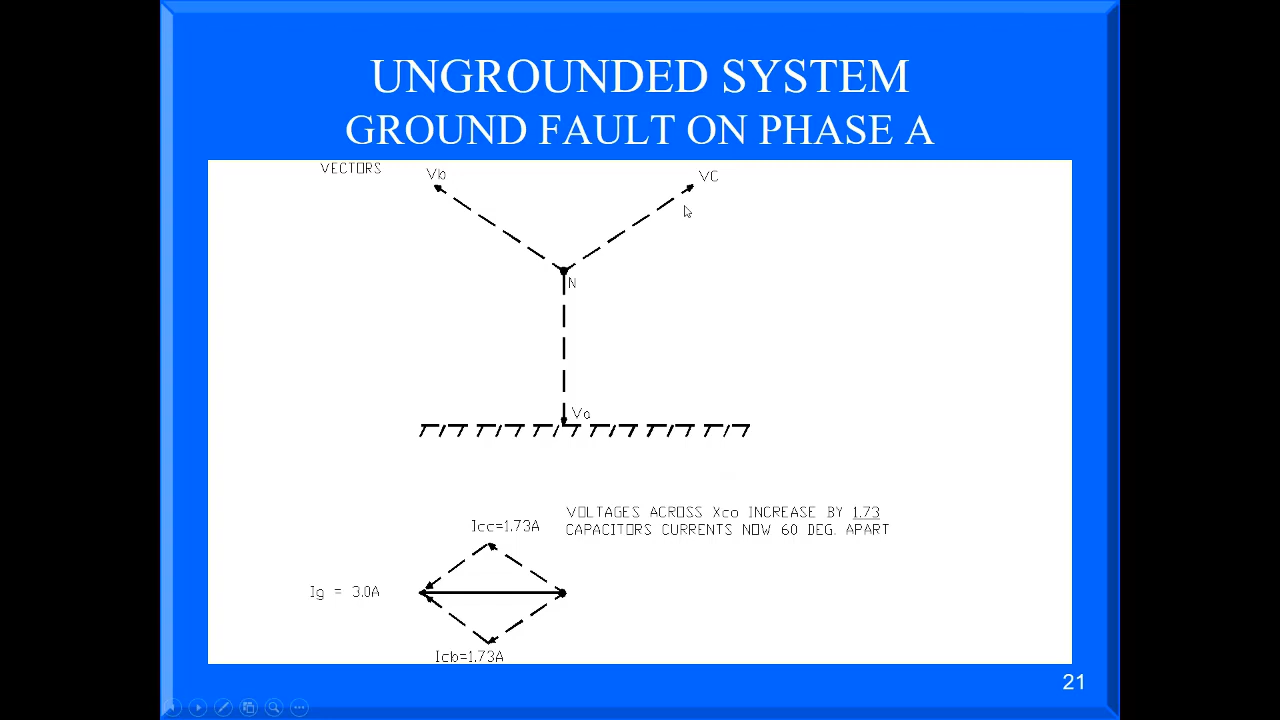 UNGROUNDED SYSTEM
GROUND FAULT ON PHASE A
VECTORS
Vb
VC
N
Va
VOLTAGES ACROSS Xco INCREASE BY 1.73
CAPACITORS CURRENTS NOW 60 DEG. APART
Icc=1.73A
Ig = 3.0A
Icb=1.73A
21